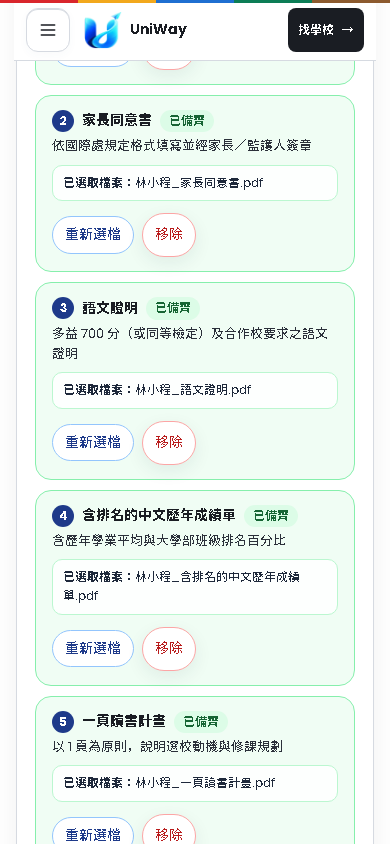 UniWay
找學校 →
2 家長同意書 已備齊
依國際處規定格式填寫並經家長／監護人簽章
已選取檔案：林小程_家長同意書.pdf
重新選檔 移除
3 語文證明 已備齊
多益 700 分（或同等檢定）及合作校要求之語文
證明
已選取檔案：林小程_語文證明.pdf
重新選檔 移除
4 含排名的中文歷年成績單 已備齊
含歷年學業平均與大學部班級排名百分比
已選取檔案：林小程_含排名的中文歷年成績
單.pdf
重新選檔 移除
5 一頁讀書計畫 已備齊
以 1 頁為原則，說明選校動機與修課規劃
已選取檔案：林小程_一頁讀書計畫.pdf
重新選檔 移除